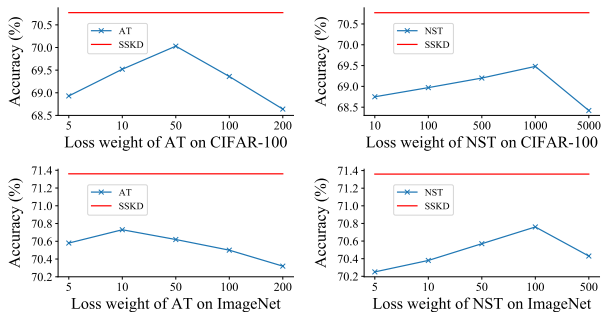 Accuracy (%)
70.5
70.0
69.5
69.0
68.5
AT
SSKD
5 10 50 100 200
Loss weight of AT on CIFAR-100
Accuracy (%)
70.5
70.0
69.5
69.0
68.5
NST
SSKD
10 100 500 1000 5000
Loss weight of NST on CIFAR-100
Accuracy (%)
71.4
71.2
71.0
70.8
70.6
70.4
70.2
AT
SSKD
5 10 50 100 200
Loss weight of AT on ImageNet
Accuracy (%)
71.4
71.2
71.0
70.8
70.6
70.4
70.2
NST
SSKD
5 10 50 100 500
Loss weight of NST on ImageNet